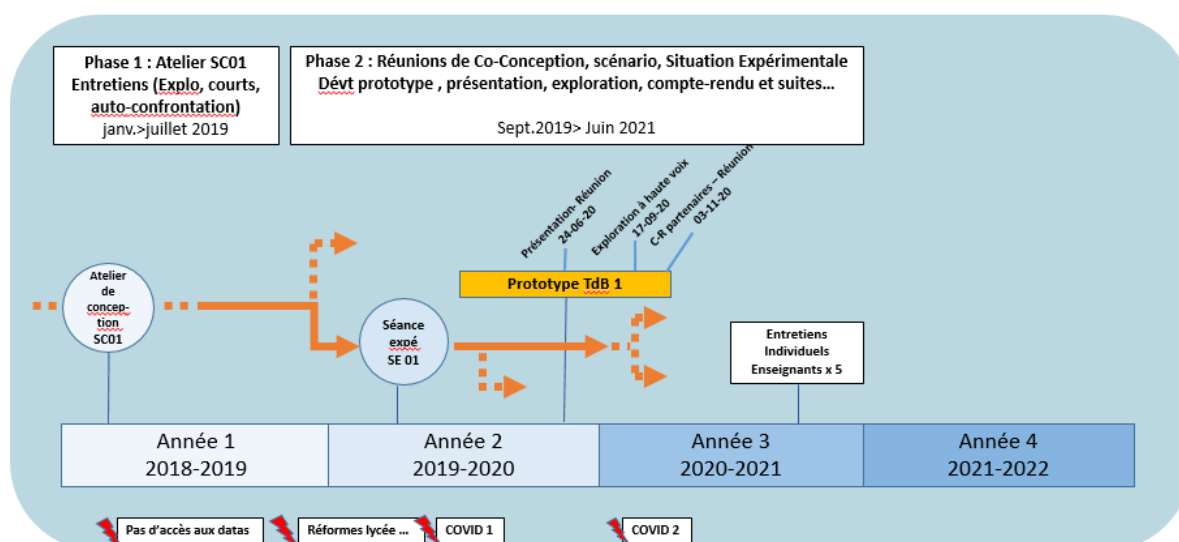 Phase 1 : Atelier SC01
Entretiens (Explo, courts,
auto-confrontation)
janv.>juillet 2019
Phase 2 : Réunions de Co-Conception, scénario, Situation Expérimentale
Dévt prototype , présentation, exploration, compte-rendu et suites…
Sept.2019> Juin 2021
Présentation- Réunion
24-06-20
Exploration à haute voix
17-09-20
C-R partenaires – Réunion
03-11-20
Prototype TdB 1
Atelier
de
concep-
tion
SC01
Séance
expé
SE 01
Entretiens
Individuels
Enseignants x 5
Année 1
2018-2019
Année 2
2019-2020
Année 3
2020-2021
Année 4
2021-2022
Pas d'accès aux datas
Réformes lycée …
COVID 1
COVID 2